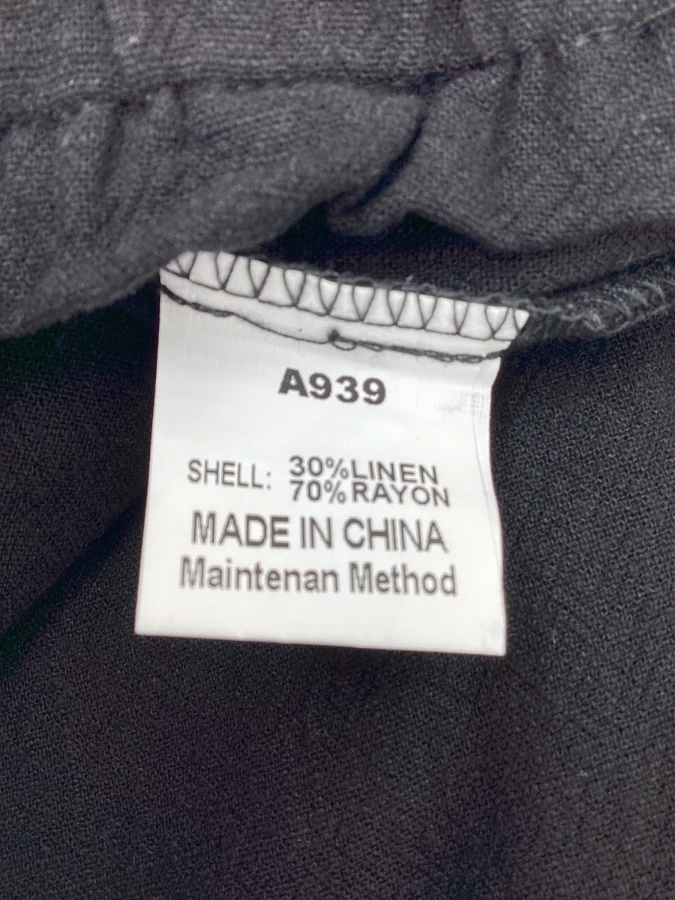 A939
SHELL: 30%LINEN
70%RAYON
MADE IN CHINA
Maintenan Method